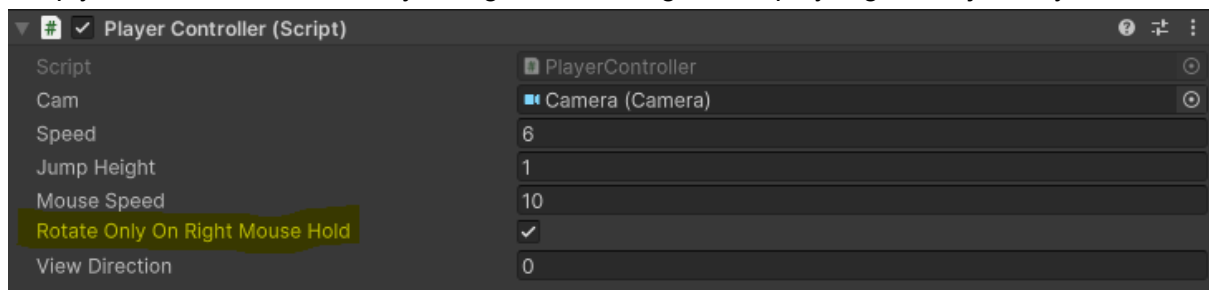 Player Controller (Script)
Script PlayerController
Cam Camera (Camera)
Speed 6
Jump Height 1
Mouse Speed 10
Rotate Only On Right Mouse Hold
View Direction 0